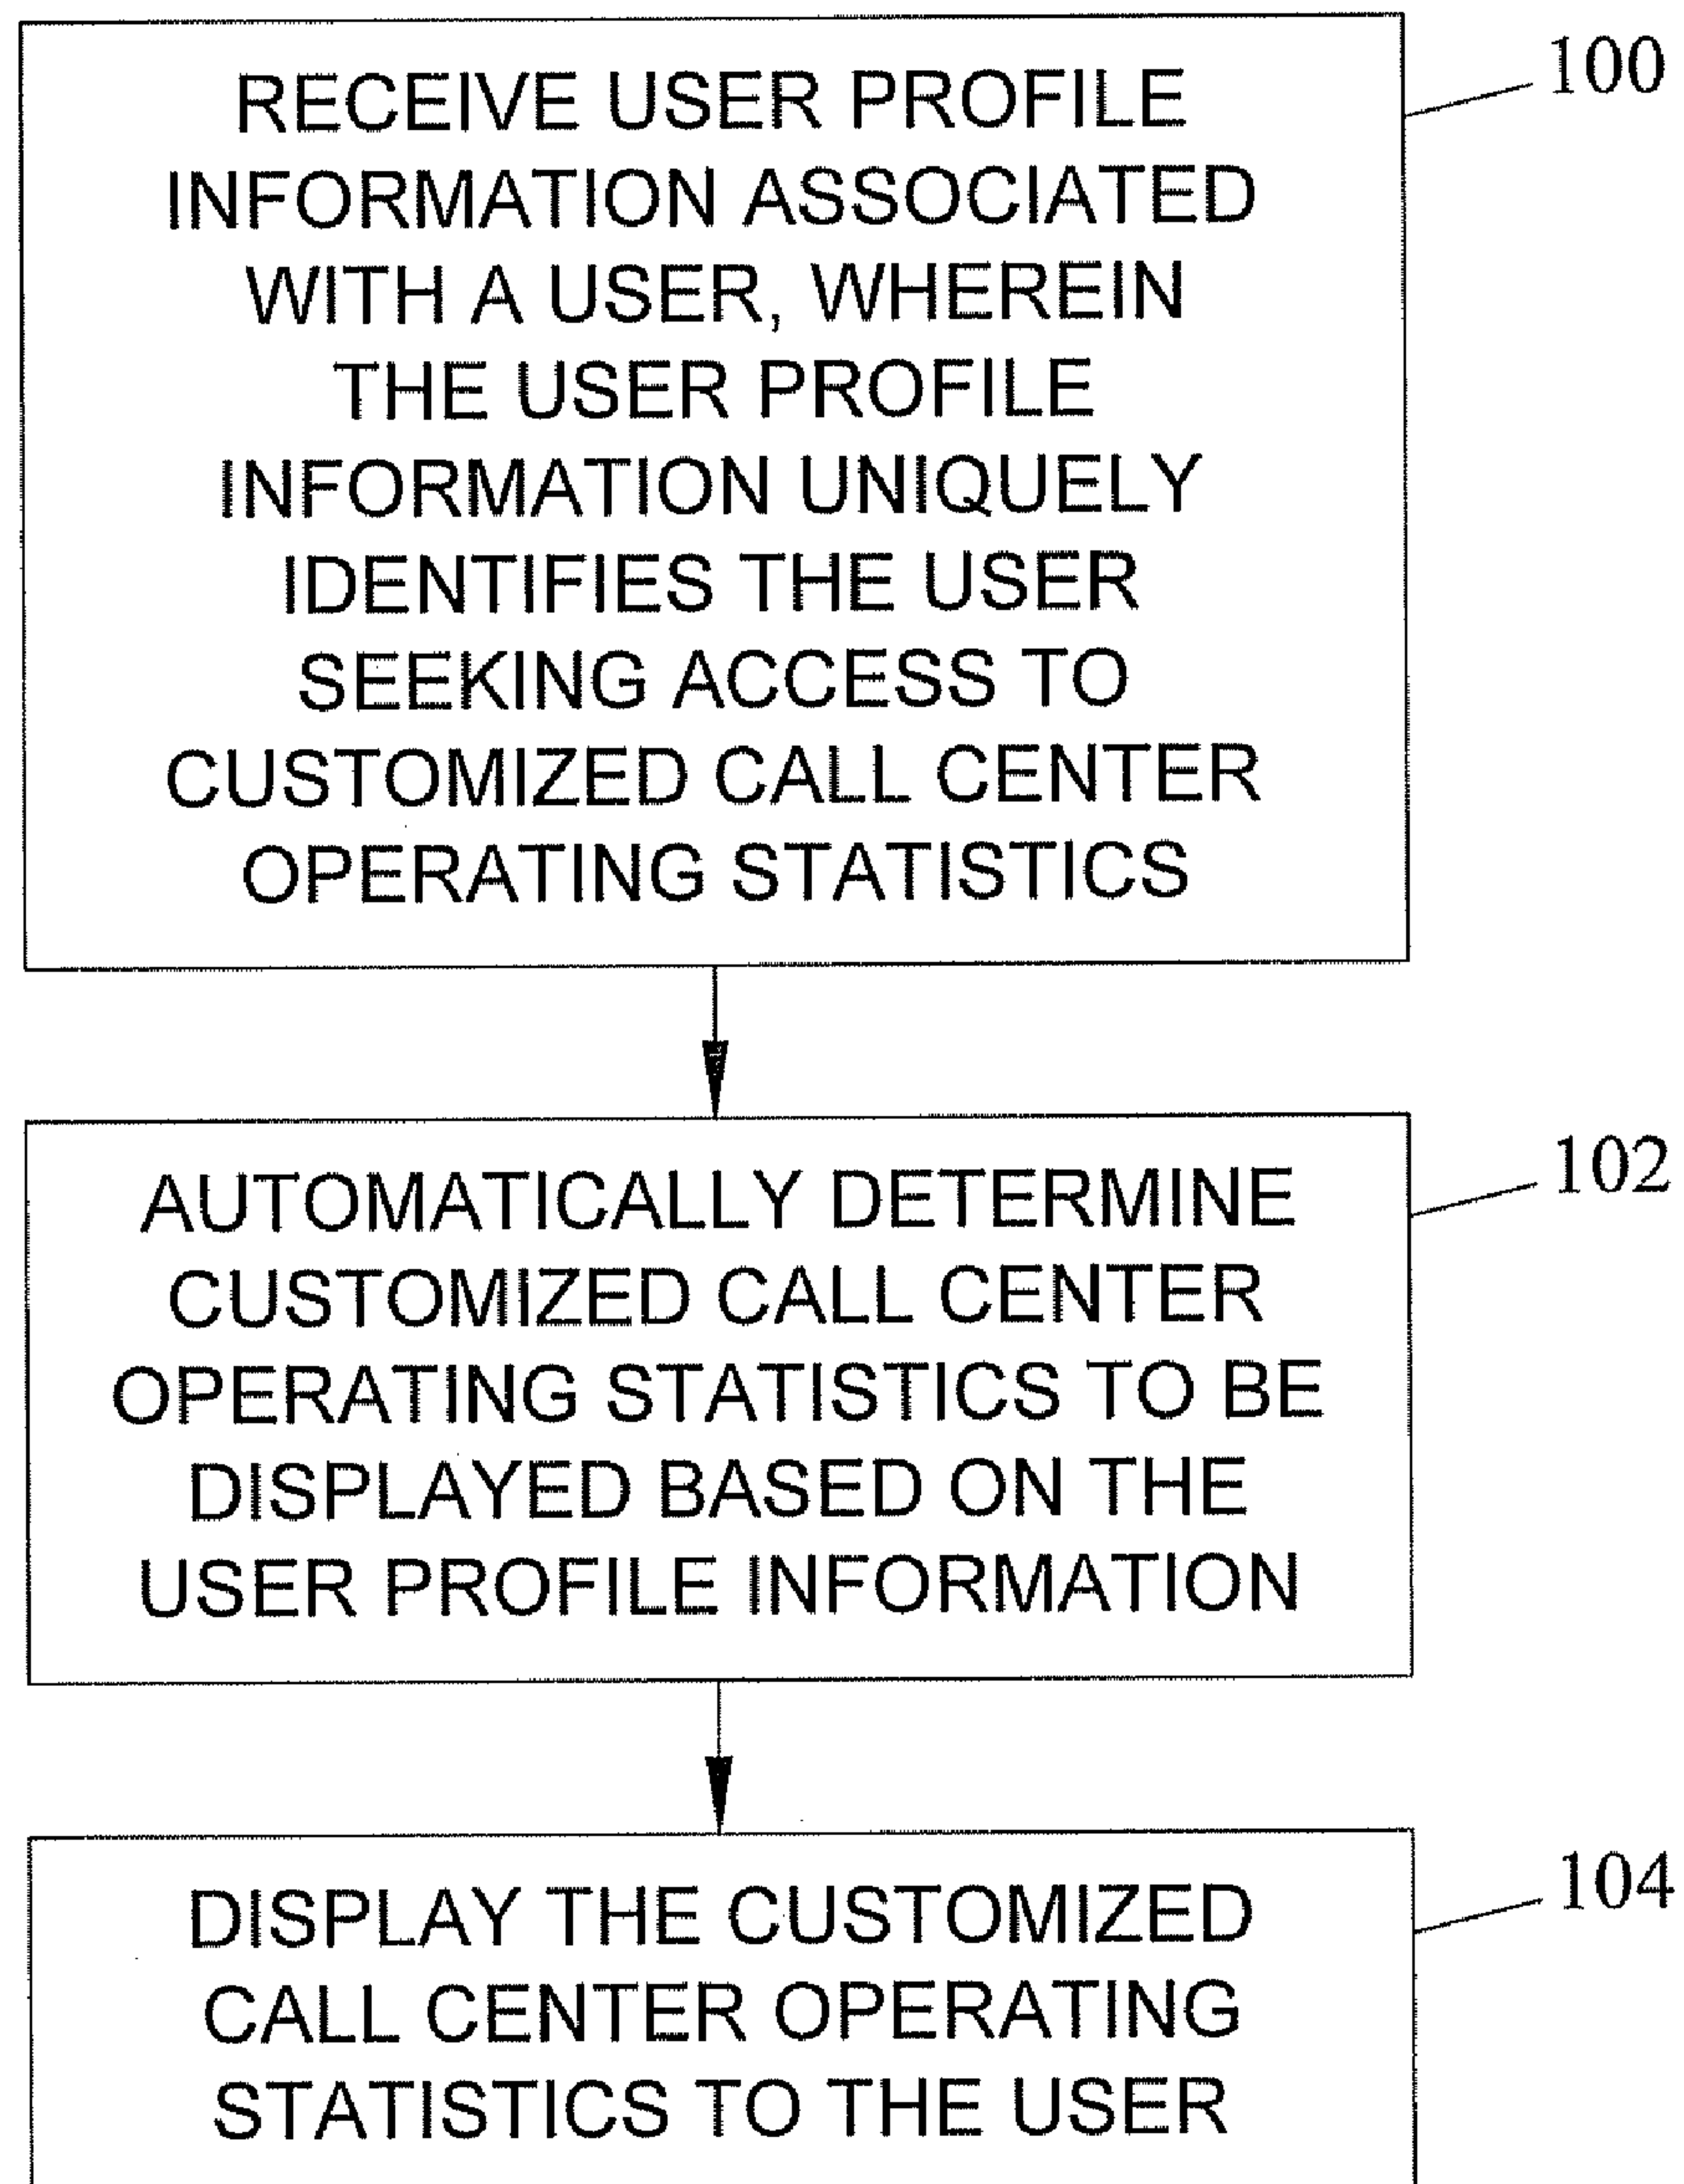 RECEIVE USER PROFILE
INFORMATION ASSOCIATED
WITH A USER, WHEREIN
THE USER PROFILE
INFORMATION UNIQUELY
IDENTIFIES THE USER
SEEKING ACCESS TO
CUSTOMIZED CALL CENTER
OPERATING STATISTICS
100
AUTOMATICALLY DETERMINE
CUSTOMIZED CALL CENTER
OPERATING STATISTICS TO BE
DISPLAYED BASED ON THE
USER PROFILE INFORMATION
102
DISPLAY THE CUSTOMIZED
CALL CENTER OPERATING
STATISTICS TO THE USER
104